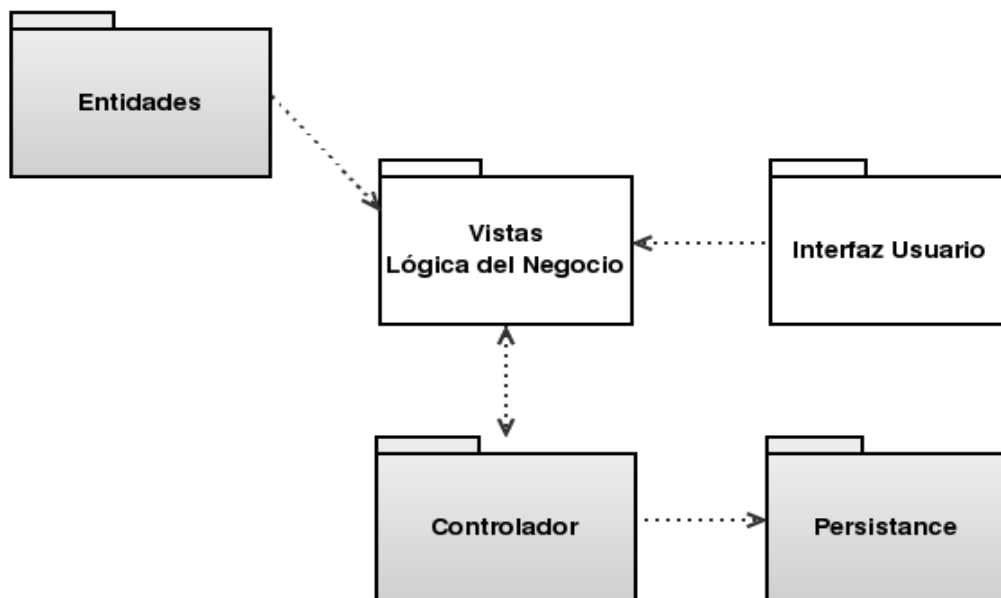 Entidades
Vistas
Lógica del Negocio
Interfaz Usuario
Controlador
Persistance